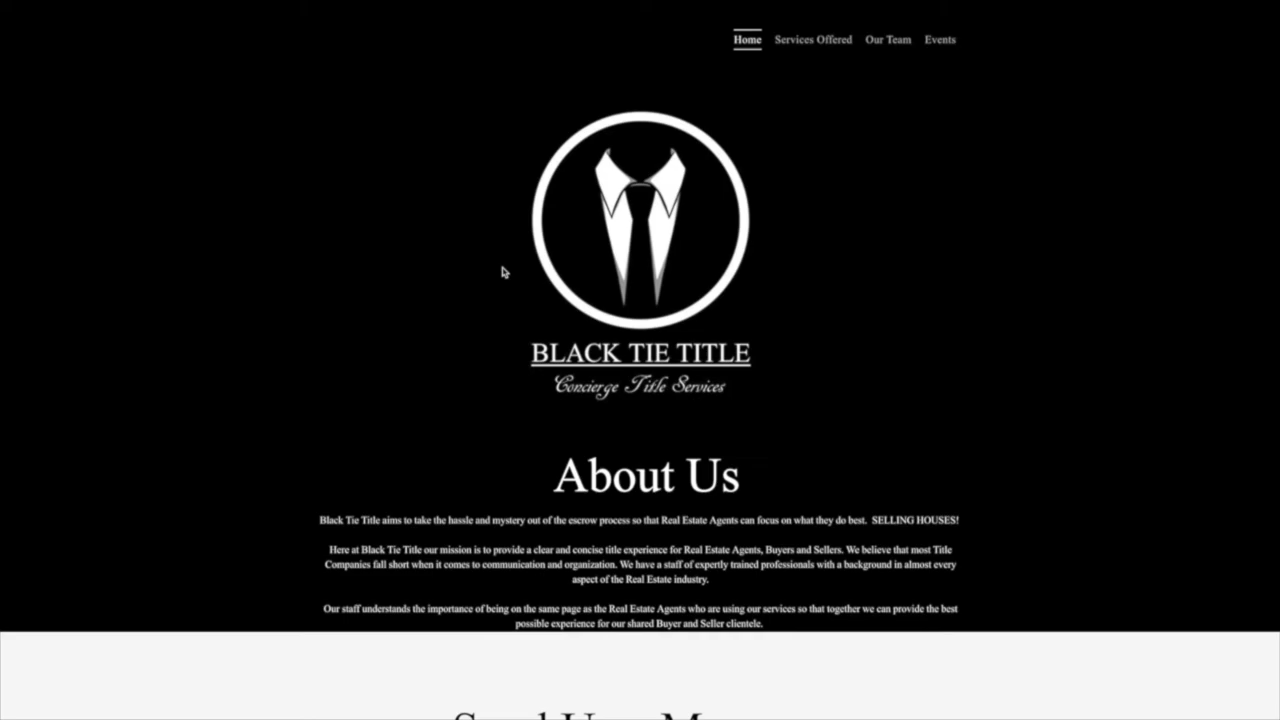 Home Services Offered Our Team Events
BLACK TIE TITLE
Concierge Title Services
About Us
Black Tie Title aims to take the hassle and mystery out of the escrow process so that Real Estate Agents can focus on what they do best.  SELLING HOUSES!
Here at Black Tie Title our mission is to provide a clear and concise title experience for Real Estate Agents, Buyers and Sellers. We believe that most Title
Companies fall short when it comes to communication and organization. We have a staff of expertly trained professionals with a background in almost every
aspect of the Real Estate industry.
Our staff understands the importance of being on the same page as the Real Estate Agents who are using our services so that together we can provide the best
possible experience for our shared Buyer and Seller clientele.